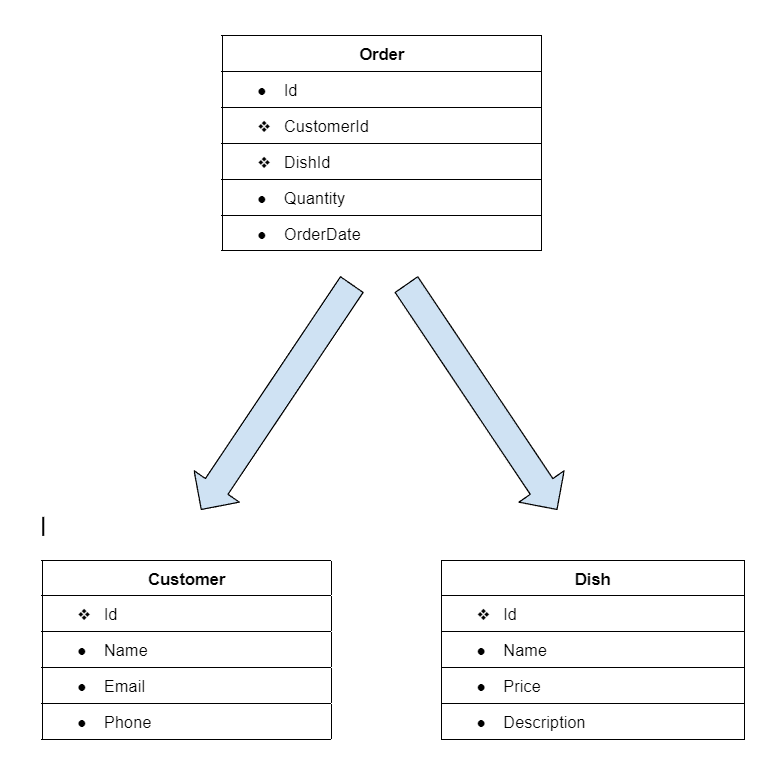 Order
● Id
❖ CustomerId
❖ DishId
● Quantity
● OrderDate
Customer
❖ Id
● Name
● Email
● Phone
Dish
❖ Id
● Name
● Price
● Description